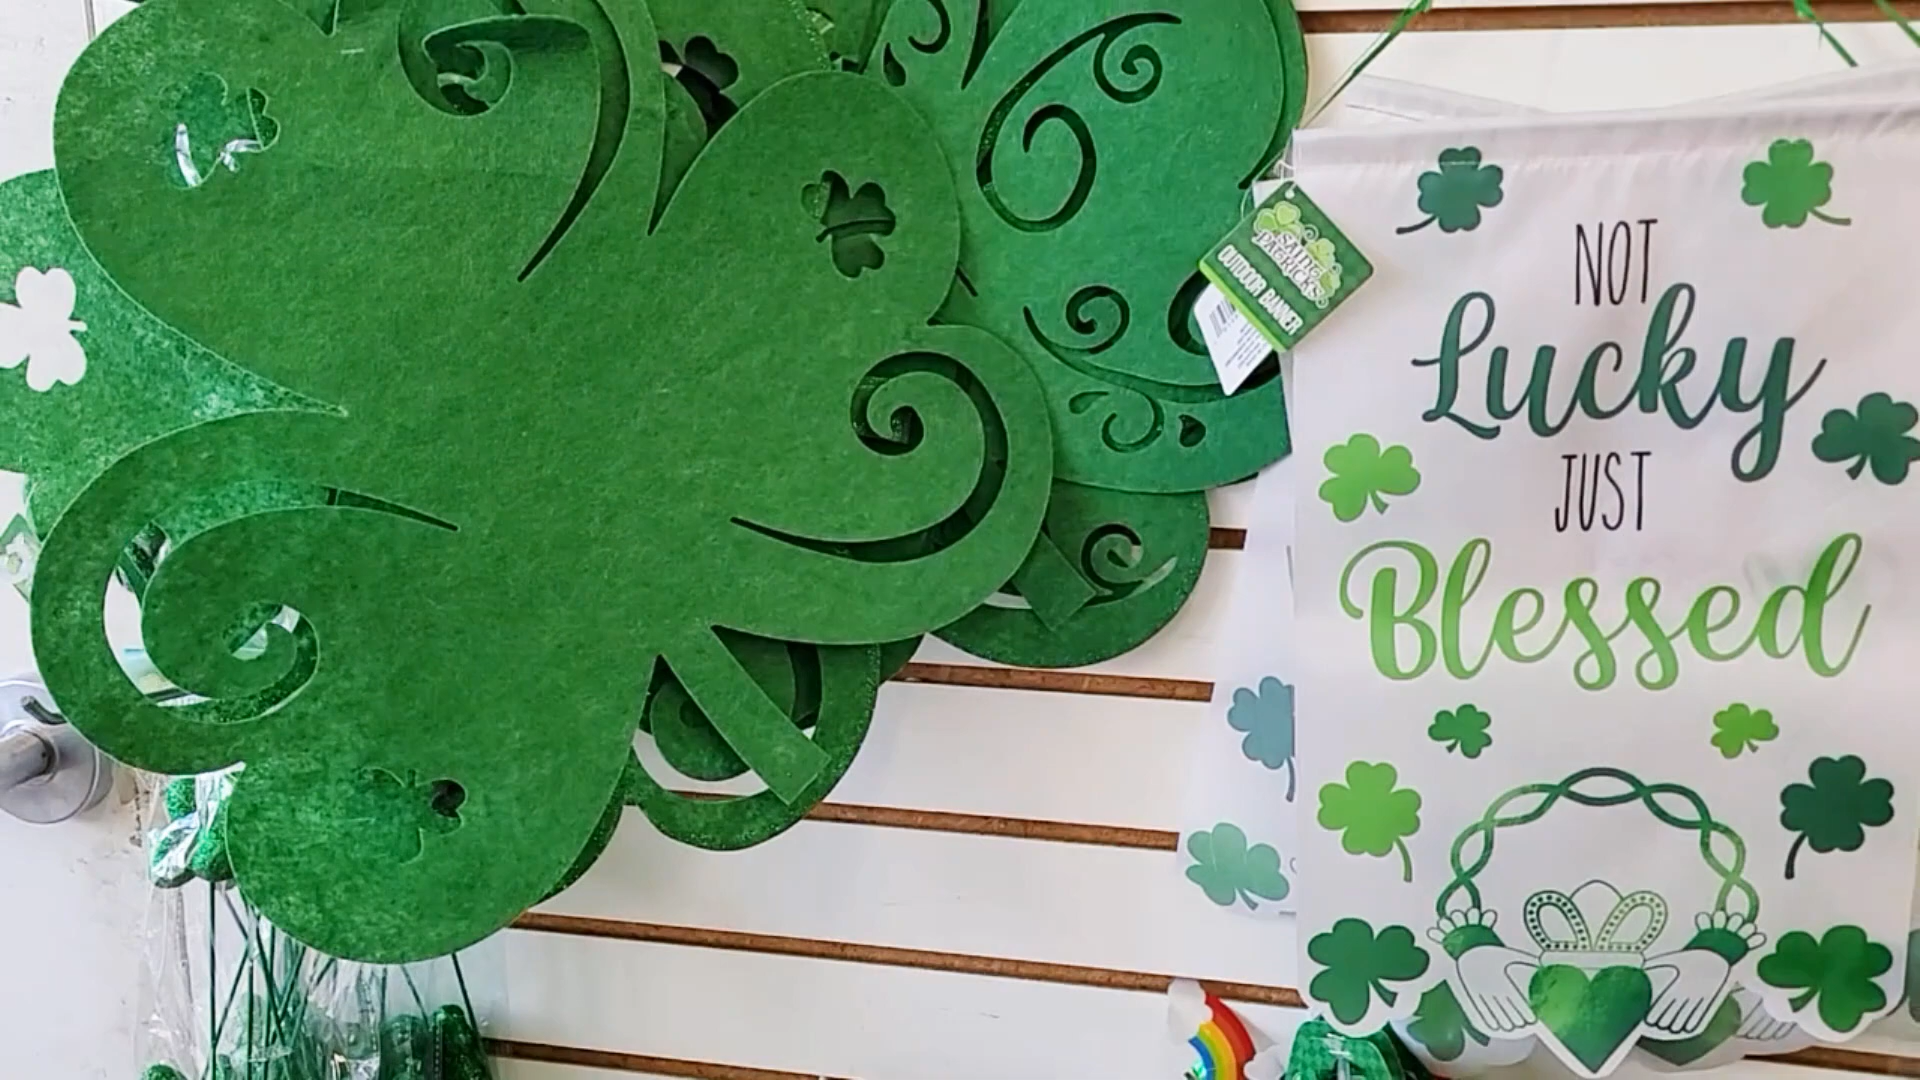 NOT
Lucky
JUST
Blessed
SAINT
PATRICK'S
OUTDOOR BANNER